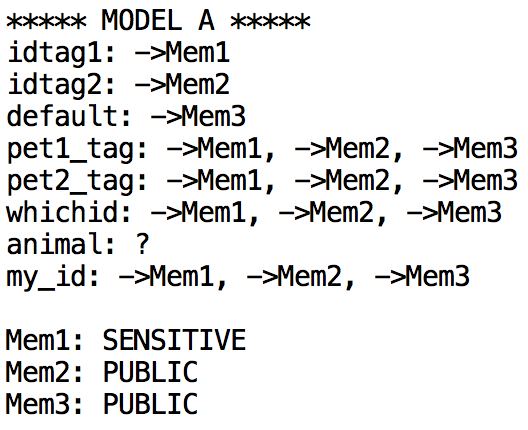 ***** MODEL A *****
idtag1: ->Mem1
idtag2: ->Mem2
default: ->Mem3
pet1_tag: ->Mem1, ->Mem2, ->Mem3
pet2_tag: ->Mem1, ->Mem2, ->Mem3
whichid: ->Mem1, ->Mem2, ->Mem3
animal: ?
my_id: ->Mem1, ->Mem2, ->Mem3

Mem1: SENSITIVE
Mem2: PUBLIC
Mem3: PUBLIC